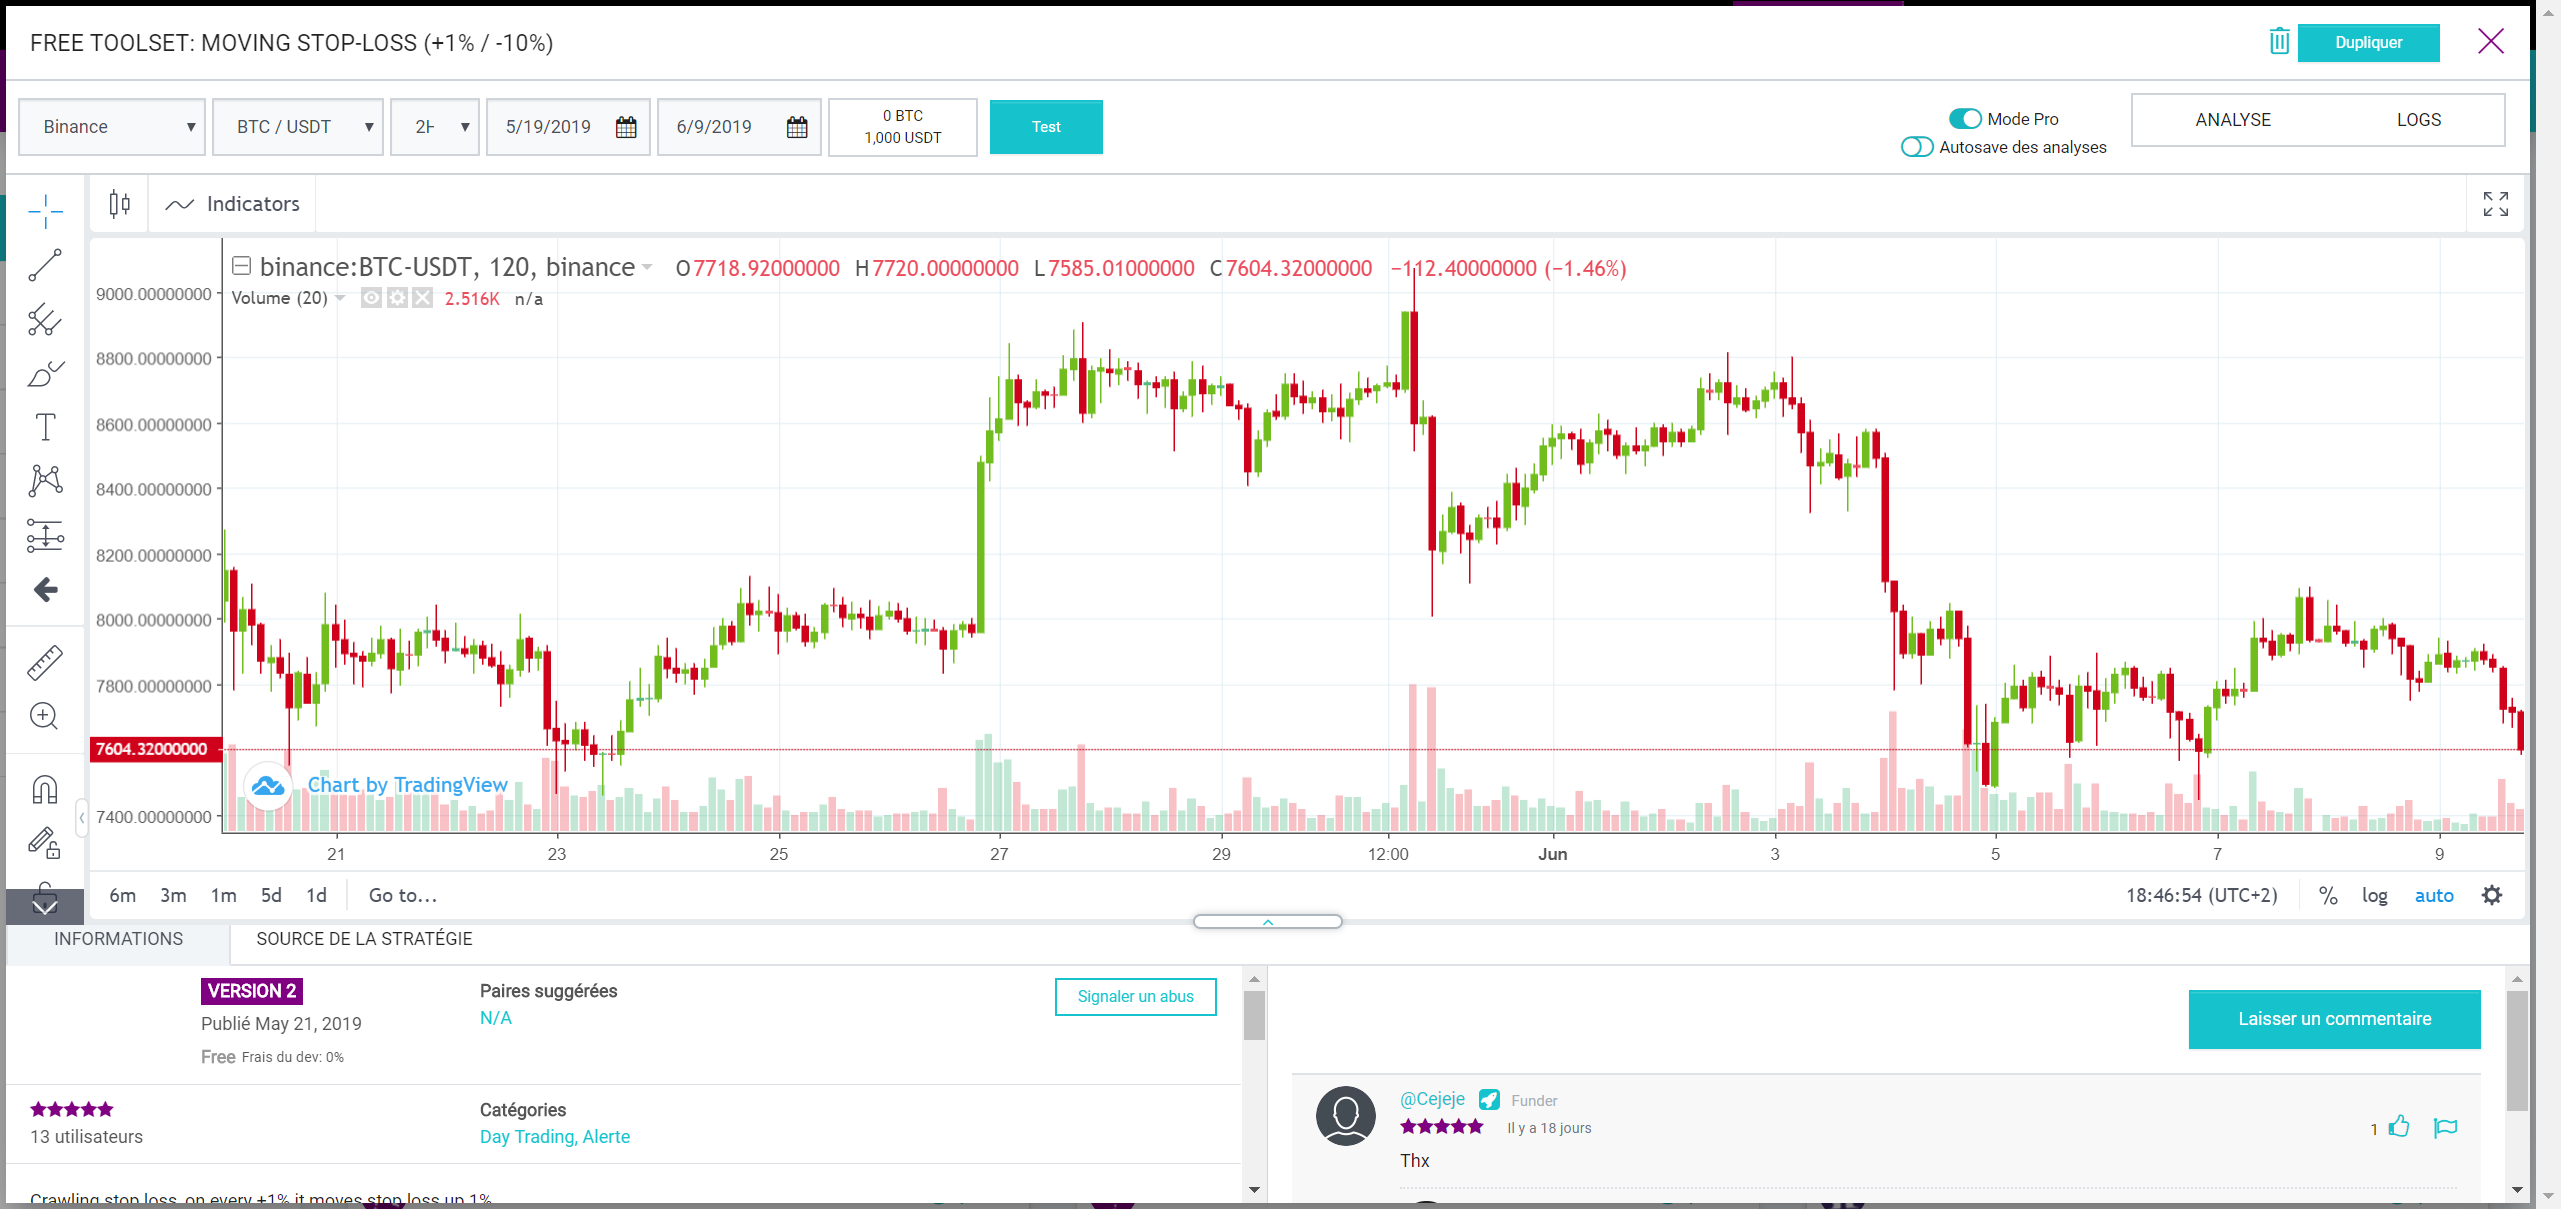 FREE TOOLSET: MOVING STOP-LOSS (+1% / -10%)
Dupliquer
Binance
BTC / USDT
2H
5/19/2019
6/9/2019
0 BTC
1,000 USDT
Test
Mode Pro
Autosave des analyses
ANALYSE
LOGS
Indicators
binance:BTC-USDT, 120, binance O7718.92000000 H7720.00000000 L7585.01000000 C7604.32000000 −112.40000000 (−1.46%)
Volume (20) 2.516K n/a
9000.00000000
8800.00000000
8600.00000000
8400.00000000
8200.00000000
8000.00000000
7800.00000000
7604.32000000
7400.00000000
Chart by TradingView
21 23 25 27 29 12:00 Jun 3 5 7 9
6m 3m 1m 5d 1d Go to... 18:46:54 (UTC+2) % log auto
INFORMATIONS
SOURCE DE LA STRATÉGIE
VERSION 2
Publié May 21, 2019
Free Frais du dev: 0%
Paires suggérées
N/A
Signaler un abus
13 utilisateurs
Catégories
Day Trading, Alerte
Crawling stop loss, on every +1% it moves stop loss up 1%
Laisser un commentaire
@Cejeje Funder
Il y a 18 jours
1
Thx